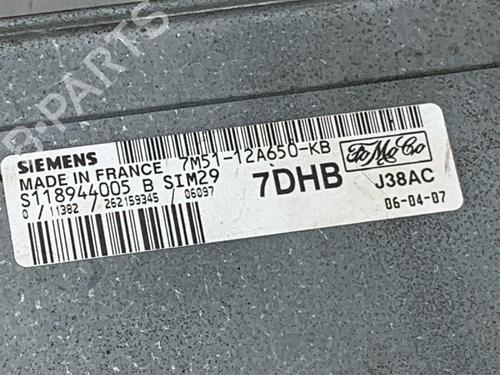 B-PARTS
SIEMENS 7M51-12A650-KB FoMoCo
MADE IN FRANCE
S118944005 B SIM29 7DHB J38AC
0 / 11382 / 262159345 / 06097 06-04-07